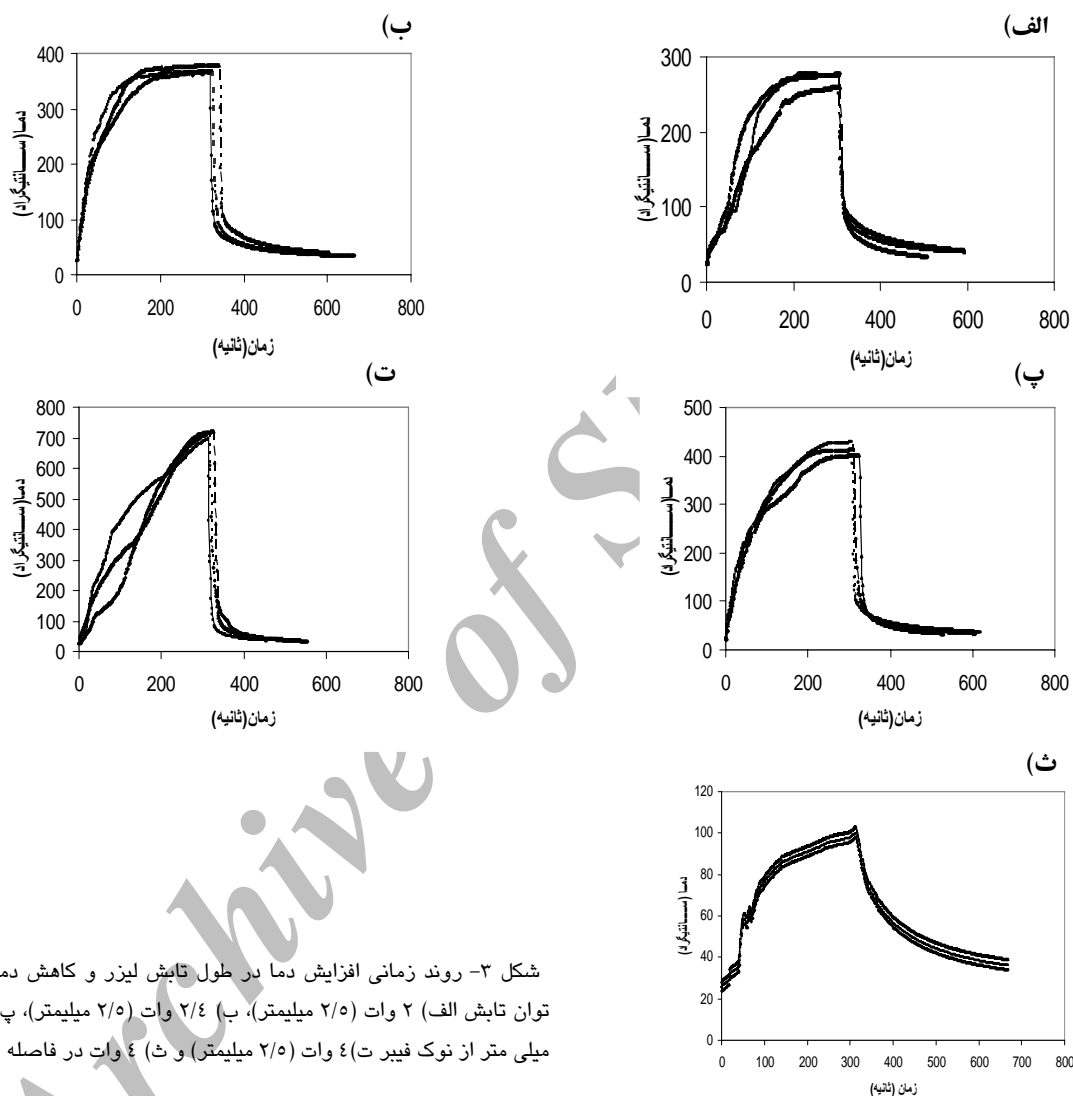 الف)
300
200
100
0
دما(سانتیگراد)
0 200 400 600 800
زمان(ثانیه)
ب)
400
300
200
100
0
دما(سانتیگراد)
0 200 400 600 800
زمان(ثانیه)
پ)
500
400
300
200
100
0
دما(سانتیگراد)
0 200 400 600 800
زمان(ثانیه)
ت)
800
700
600
500
400
300
200
100
0
دما(سانتیگراد)
0 200 400 600 800
زمان(ثانیه)
ث)
120
100
80
60
40
20
0
دما (سانتیگراد)
0 100 200 300 400 500 600 700 800
زمان (ثانیه)
شکل ۳- روند زمانی افزایش دما در طول تابش لیزر و کاهش دم
توان تابش الف) ۲ وات (۲/۵ میلیمتر)، ب) ۲/٤ وات (۲/۵ میلیمتر)، پ
میلی متر از نوک فیبر ت)٤ وات (۲/۵ میلیمتر) و ث) ٤ وات در فاصله
Archive of S